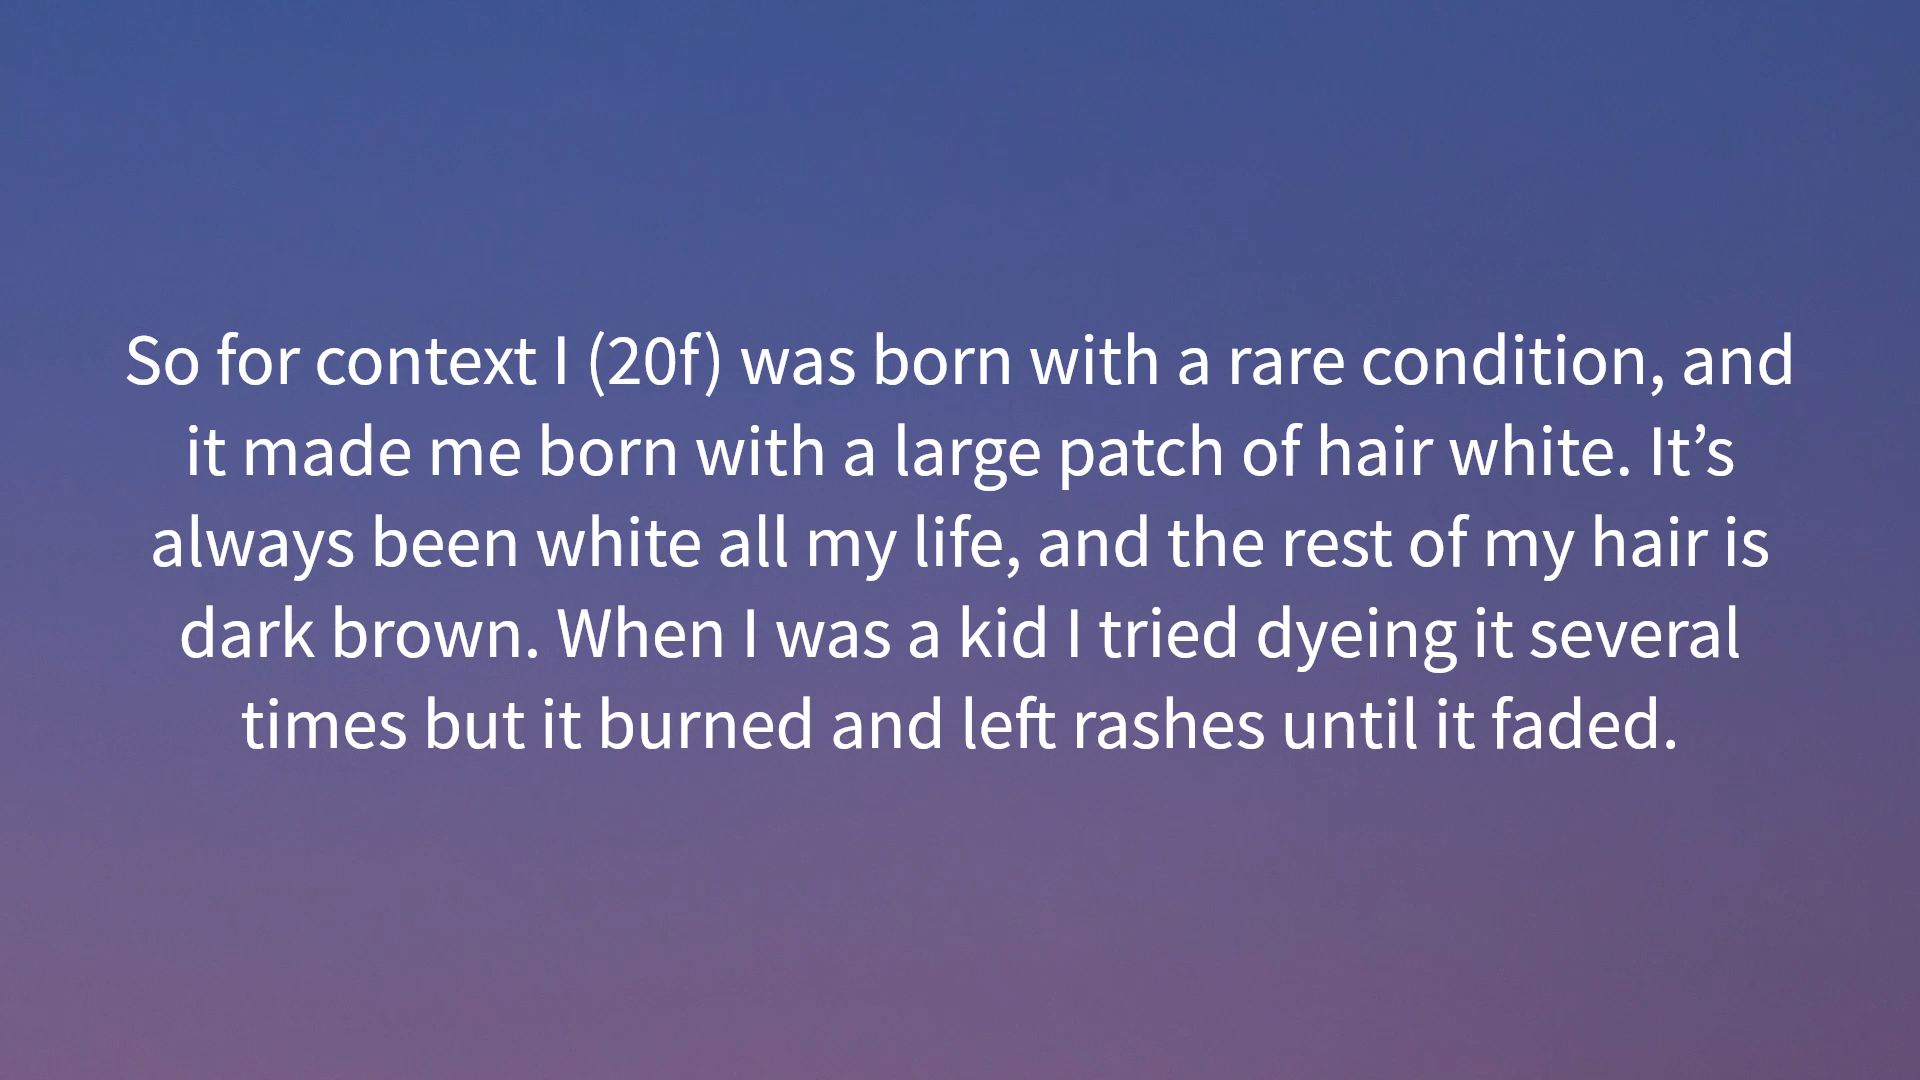 So for context I (20f) was born with a rare condition, and
it made me born with a large patch of hair white. It’s
always been white all my life, and the rest of my hair is
dark brown. When I was a kid I tried dyeing it several
times but it burned and left rashes until it faded.